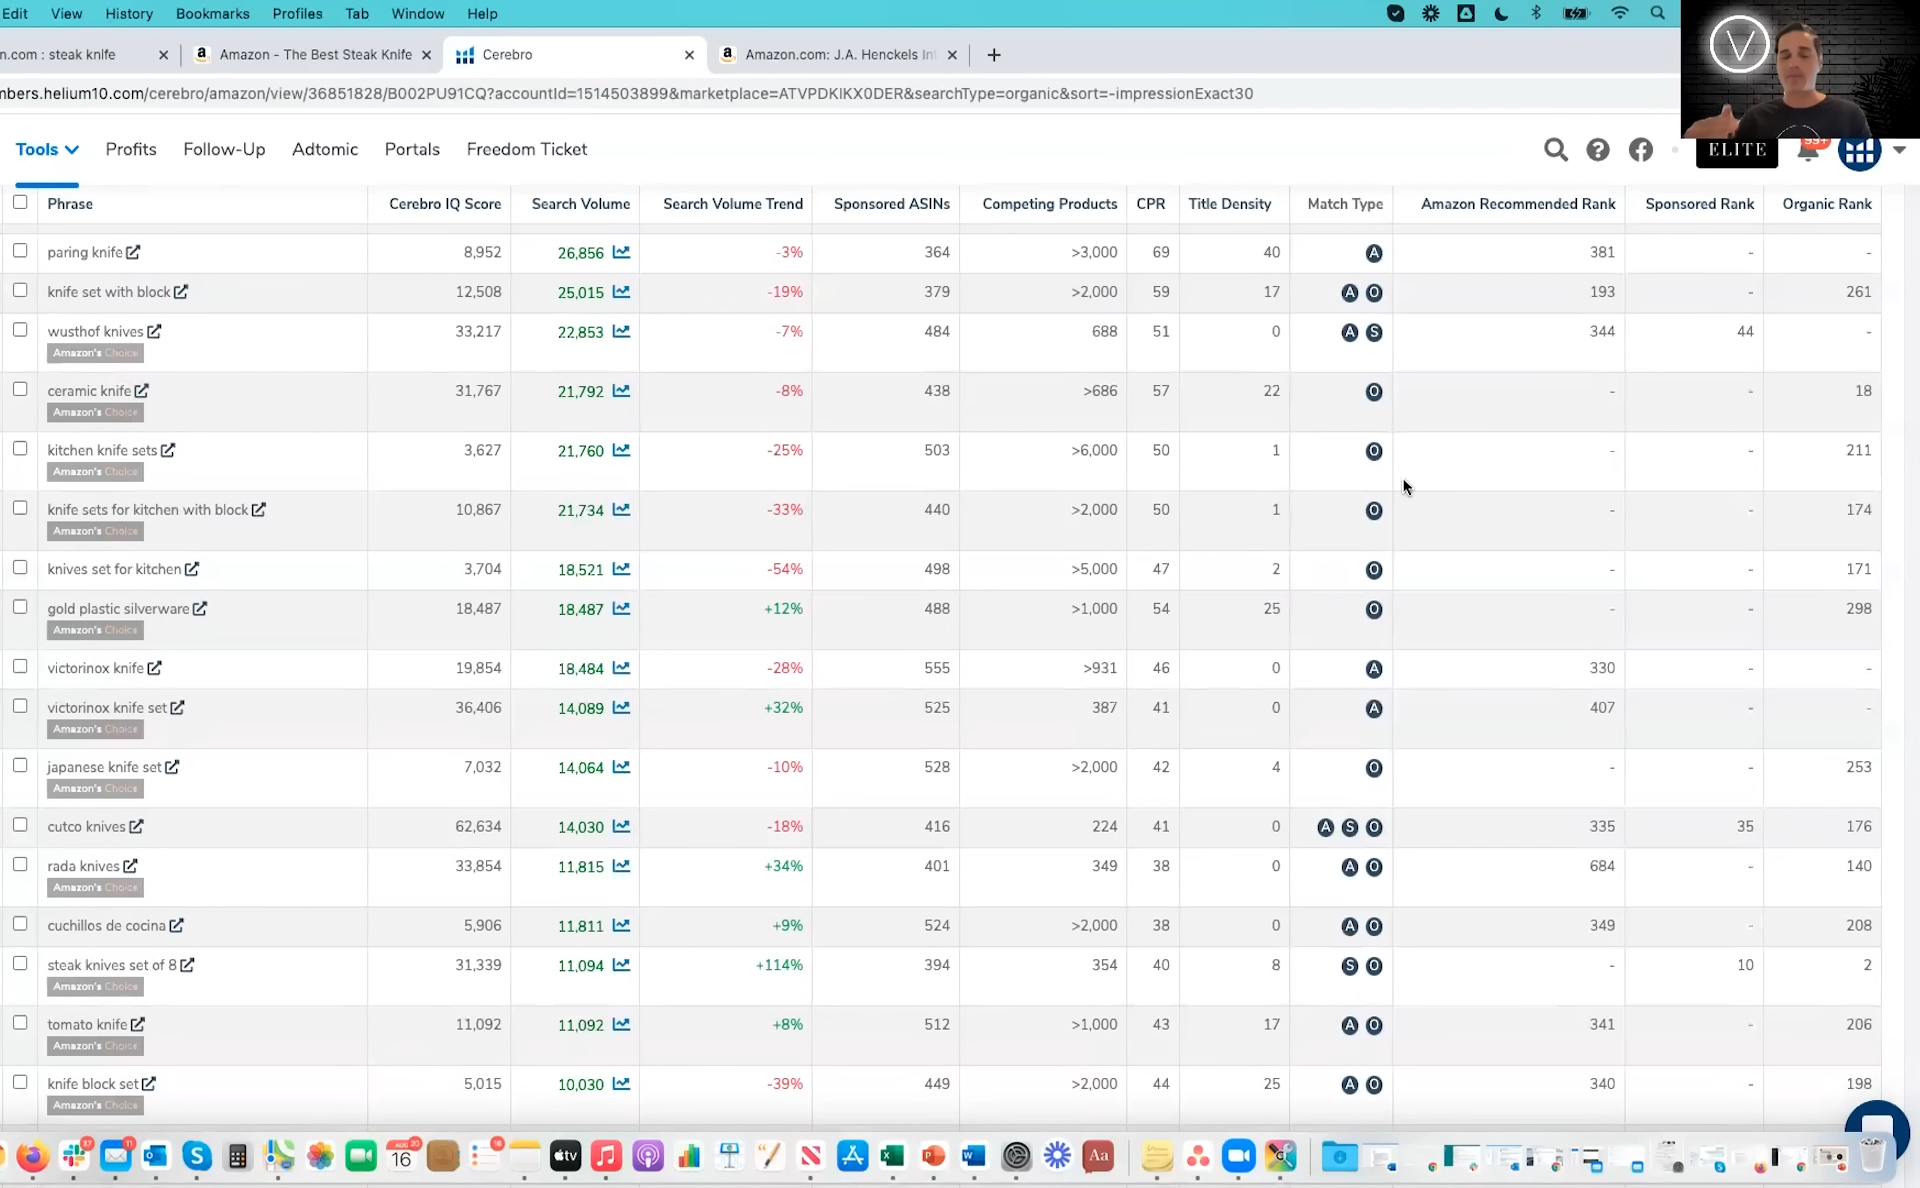 Edit View History Bookmarks Profiles Tab Window Help
n.com : steak knife Amazon - The Best Steak Knife Cerebro Amazon.com: J.A. Henckels Int
mbers.helium10.com/cerebro/amazon/view/36851828/B002PU91CQ?accountId=1514503899&marketplace=ATVPDKIKX0DER&searchType=organic&sort=-impressionExact30
V
Tools Profits Follow-Up Adtomic Portals Freedom Ticket ELITE 99+
Phrase Cerebro IQ Score Search Volume Search Volume Trend Sponsored ASINs Competing Products CPR Title Density Match Type Amazon Recommended Rank Sponsored Rank Organic Rank
paring knife 8,952 26,856 -3% 364 >3,000 69 40 A 381 - -
knife set with block 12,508 25,015 -19% 379 >2,000 59 17 A O 193 - 261
wusthof knives 33,217 22,853 -7% 484 688 51 0 A S 344 44 -
Amazon's Choice
ceramic knife 31,767 21,792 -8% 438 >686 57 22 O - - 18
Amazon's Choice
kitchen knife sets 3,627 21,760 -25% 503 >6,000 50 1 O - - 211
Amazon's Choice
knife sets for kitchen with block 10,867 21,734 -33% 440 >2,000 50 1 O - - 174
Amazon's Choice
knives set for kitchen 3,704 18,521 -54% 498 >5,000 47 2 O - - 171
gold plastic silverware 18,487 18,487 +12% 488 >1,000 54 25 O - - 298
Amazon's Choice
victorinox knife 19,854 18,484 -28% 555 >931 46 0 A 330 - -
victorinox knife set 36,406 14,089 +32% 525 387 41 0 A 407 - -
Amazon's Choice
japanese knife set 7,032 14,064 -10% 528 >2,000 42 4 O - - 253
Amazon's Choice
cutco knives 62,634 14,030 -18% 416 224 41 0 A S O 335 35 176
rada knives 33,854 11,815 +34% 401 349 38 0 A O 684 - 140
Amazon's Choice
cuchillos de cocina 5,906 11,811 +9% 524 >2,000 38 0 A O 349 - 208
steak knives set of 8 31,339 11,094 +114% 394 354 40 8 S O - 10 2
Amazon's Choice
tomato knife 11,092 11,092 +8% 512 >1,000 43 17 A O 341 - 206
Amazon's Choice
knife block set 5,015 10,030 -39% 449 >2,000 44 25 A O 340 - 198
Amazon's Choice
37 11 AUG 20 16 tv Aa